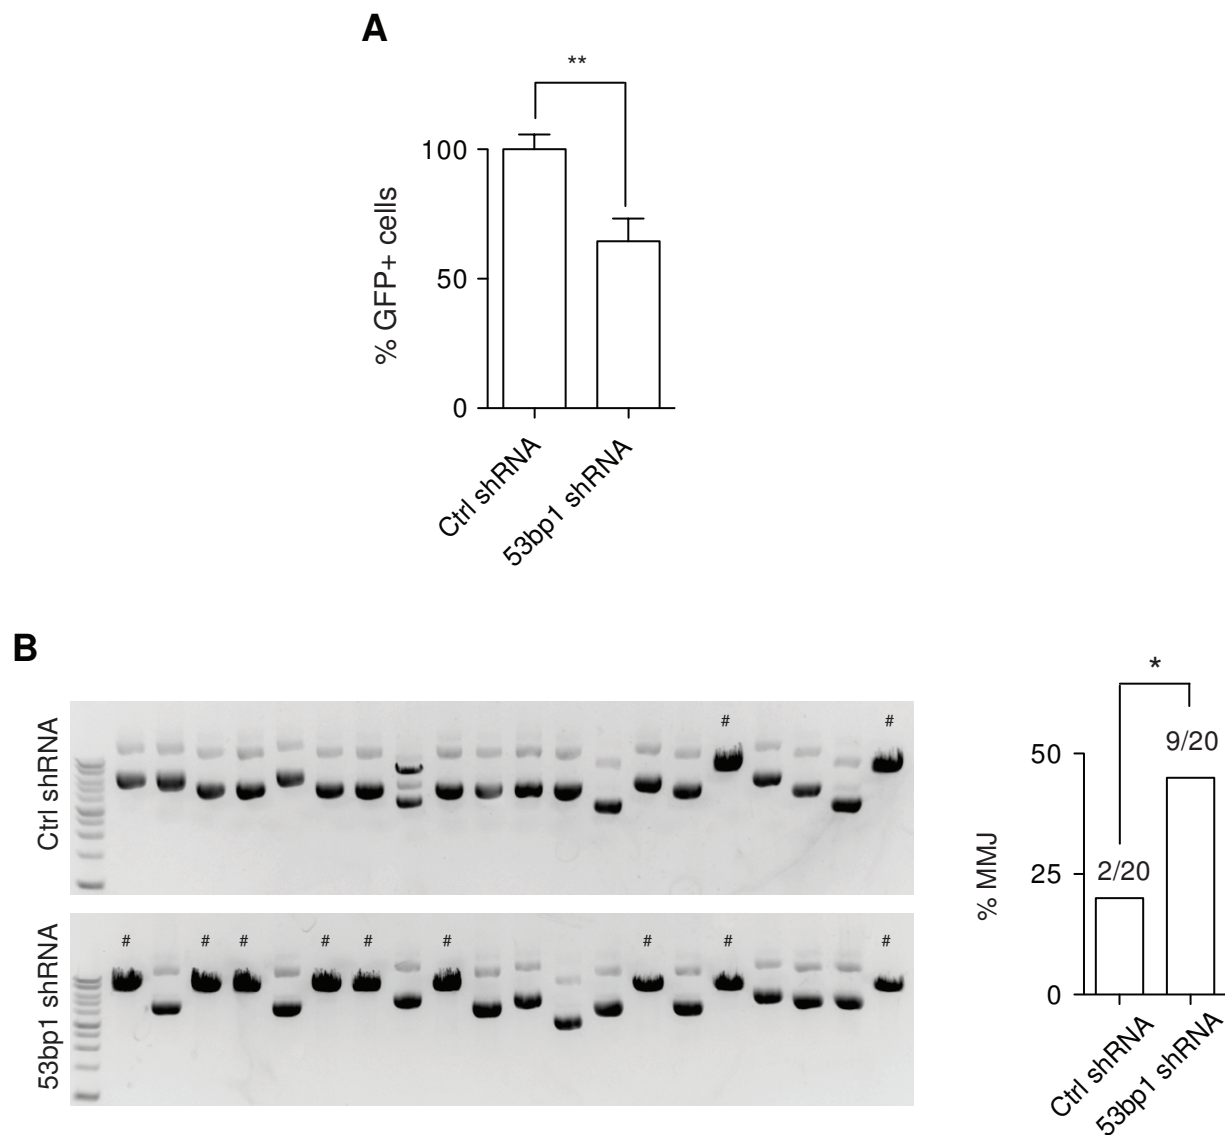 A
**
100
50
0
% GFP+ cells
Ctrl shRNA
53bp1 shRNA
B
Ctrl shRNA
# #
53bp1 shRNA
# # # # # # # # #
*
50
25
0
% MMJ
2/20
9/20
Ctrl shRNA
53bp1 shRNA